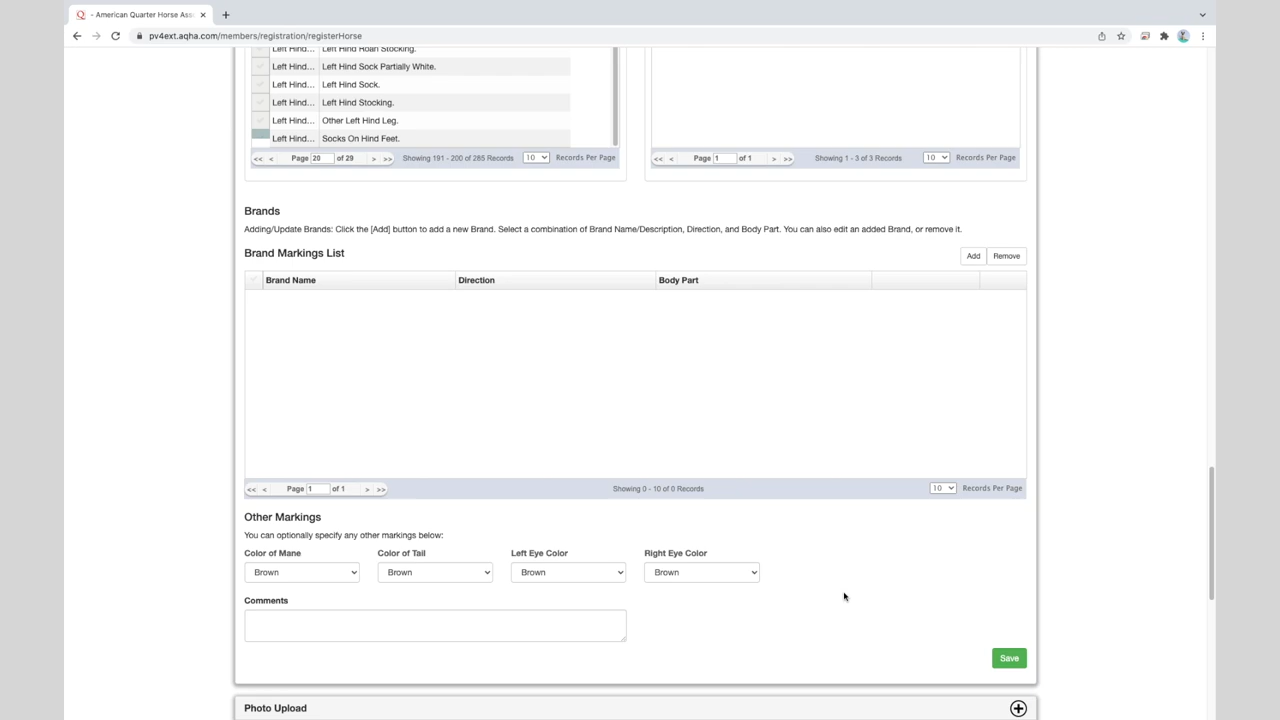 - American Quarter Horse Ass
pv4ext.aqha.com/members/registration/registerHorse
Left Hind... Left Hind Roan Stocking.
Left Hind... Left Hind Sock Partially White.
Left Hind... Left Hind Sock.
Left Hind... Left Hind Stocking.
Left Hind... Other Left Hind Leg.
Left Hind... Socks On Hind Feet.
<< < Page 20 of 29 > >> Showing 191 - 200 of 285 Records 10 Records Per Page
<< < Page 1 of 1 > >> Showing 1 - 3 of 3 Records 10 Records Per Page
Brands
Adding/Update Brands: Click the [Add] button to add a new Brand. Select a combination of Brand Name/Description, Direction, and Body Part. You can also edit an added Brand, or remove it.
Brand Markings List
Add Remove
Brand Name Direction Body Part
<< < Page 1 of 1 > >> Showing 0 - 10 of 0 Records 10 Records Per Page
Other Markings
You can optionally specify any other markings below:
Color of Mane Color of Tail Left Eye Color Right Eye Color
Brown Brown Brown Brown
Comments
Save
Photo Upload